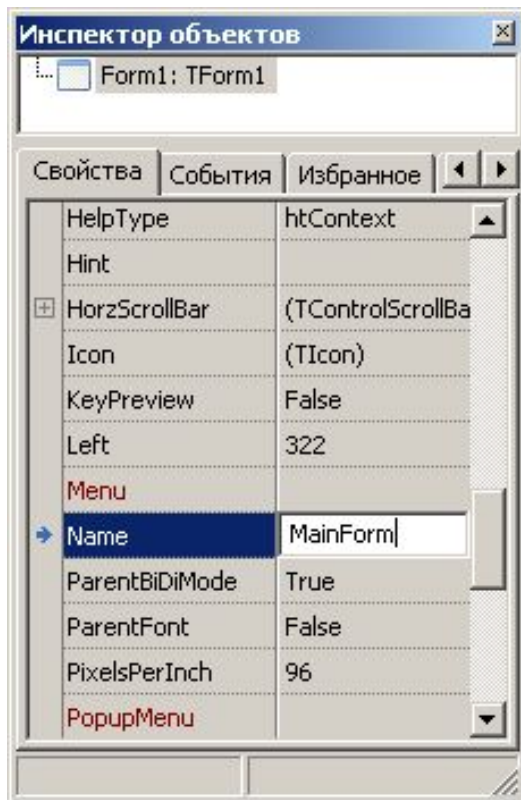 Инспектор объектов
Form1: TForm1
Свойства События Избранное
HelpType htContext
Hint
HorzScrollBar (TControlScrollBa
Icon (TIcon)
KeyPreview False
Left 322
Menu
Name MainForm
ParentBiDiMode True
ParentFont False
PixelsPerInch 96
PopupMenu